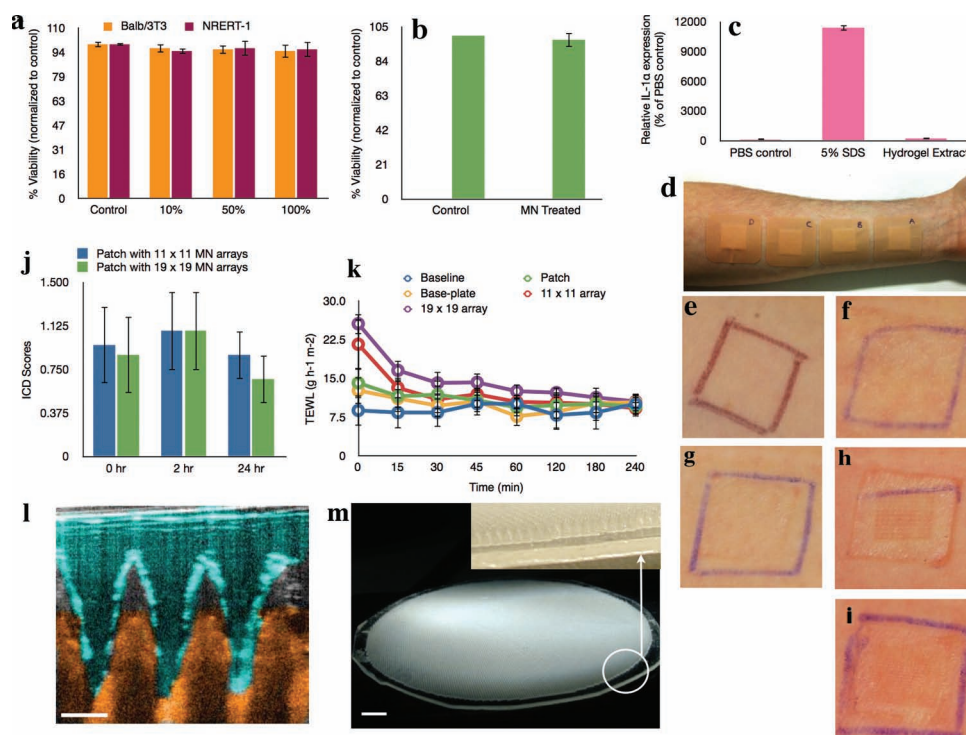 a
Balb/3T3
NRERT-1
% Viability (normalized to control)
110
94
79
63
47
31
16
0
Control
10%
50%
100%
b
% Viability (normalized to control)
105
84
63
42
21
0
Control
MN Treated
c
Relative IL-1α expression
(% of PBS control)
12000
9000
6000
3000
0
PBS control
5% SDS
Hydrogel Extract
d
D
C
B
A
j
Patch with 11 x 11 MN arrays
Patch with 19 x 19 MN arrays
ICD Scores
1.500
1.125
0.750
0.375
0
0 hr
2 hr
24 hr
k
Baseline
Patch
Base-plate
11 x 11 array
19 x 19 array
TEWL (g h-1 m-2)
30.0
22.5
15.0
7.5
0
0
15
30
45
60
120
180
240
Time (min)
e
f
g
h
i
l
m